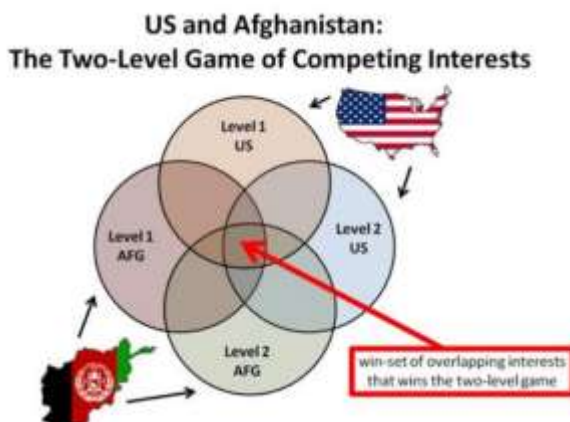 US and Afghanistan:
The Two-Level Game of Competing Interests
Level 1
US
Level 1
AFG
Level 2
US
Level 2
AFG
win-set of overlapping interests
that wins the two-level game